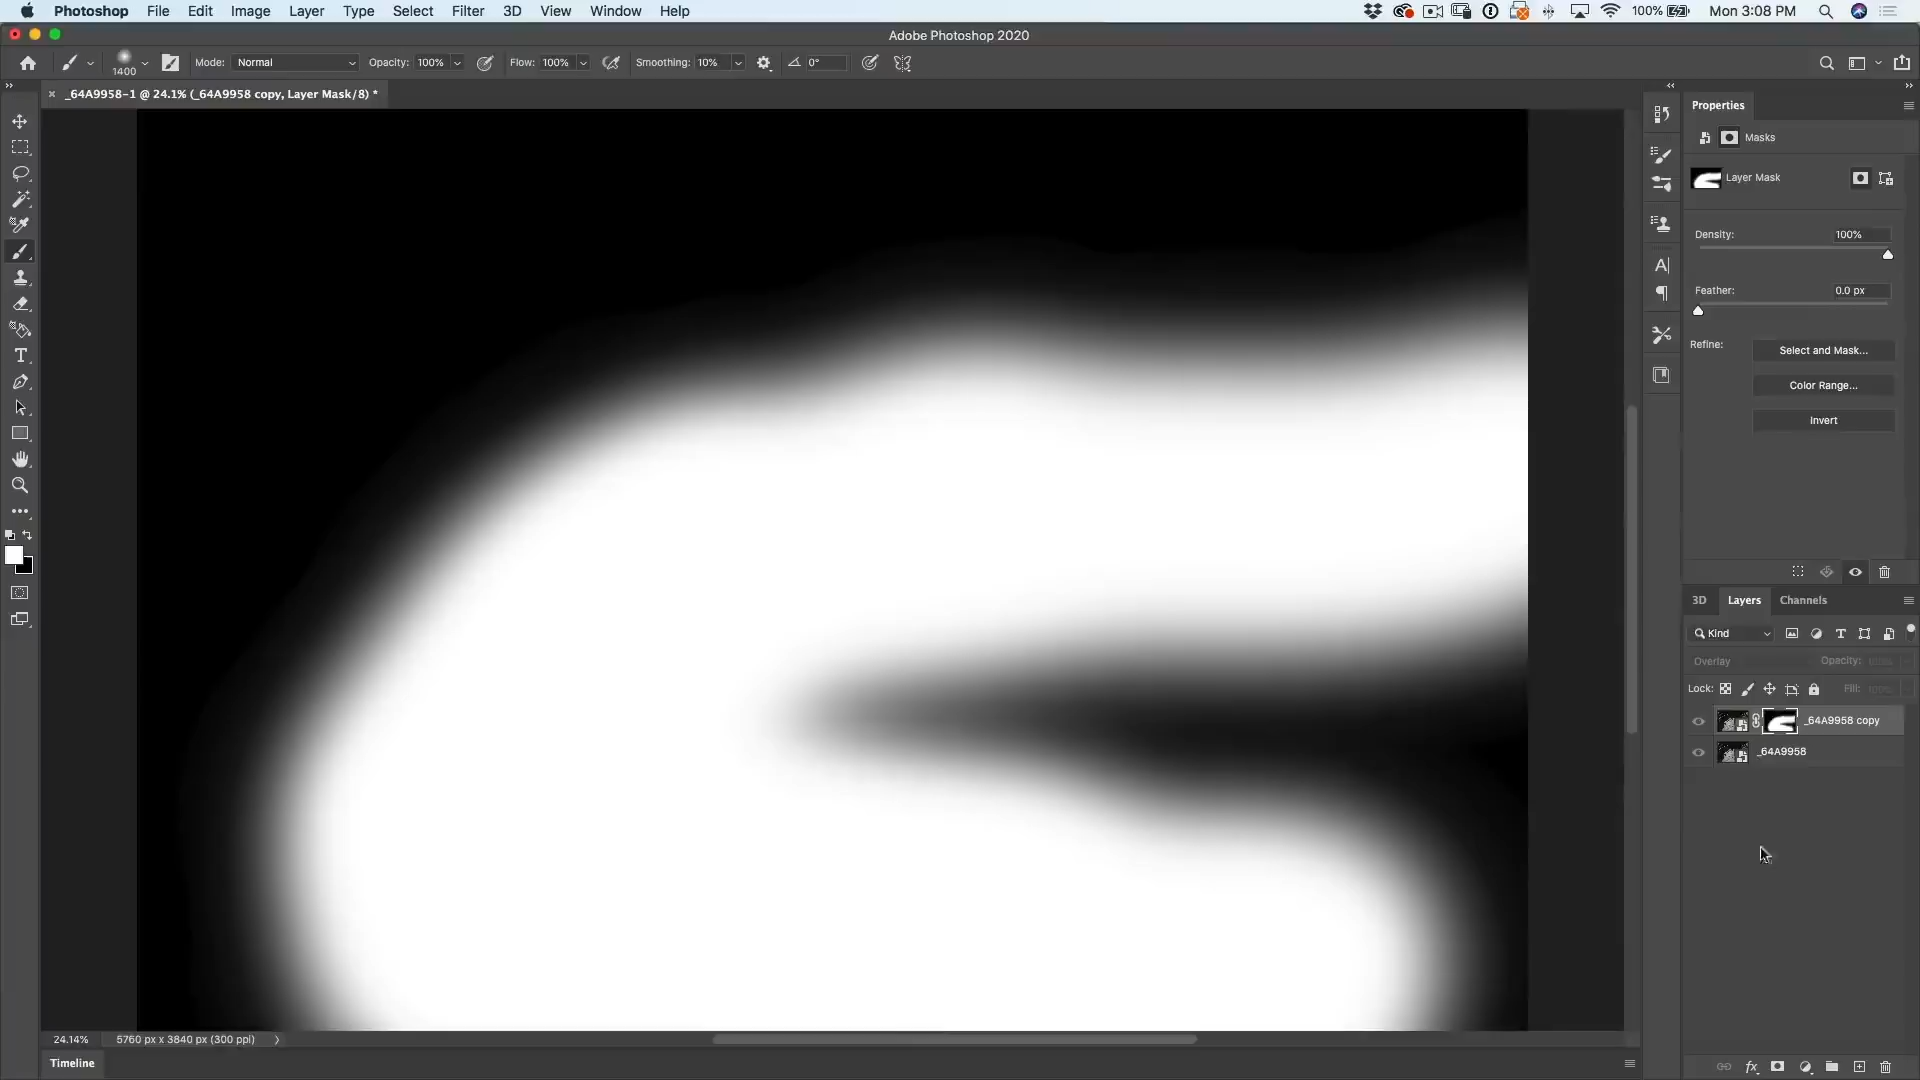 Photoshop File Edit Image Layer Type Select Filter 3D View Window Help 100% Mon 3:08 PM
Adobe Photoshop 2020
1400 Mode: Normal Opacity: 100% Flow: 100% Smoothing: 10% 0°
_64A9958-1 @ 24.1% (_64A9958 copy, Layer Mask/8) *
Properties
Masks
Layer Mask
Density: 100%
Feather: 0.0 px
Refine: Select and Mask...
Color Range...
Invert
3D Layers Channels
Kind
Overlay Opacity:
Lock: Fill:
_64A9958 copy
_64A9958
24.14% 5760 px x 3840 px (300 ppi)
Timeline